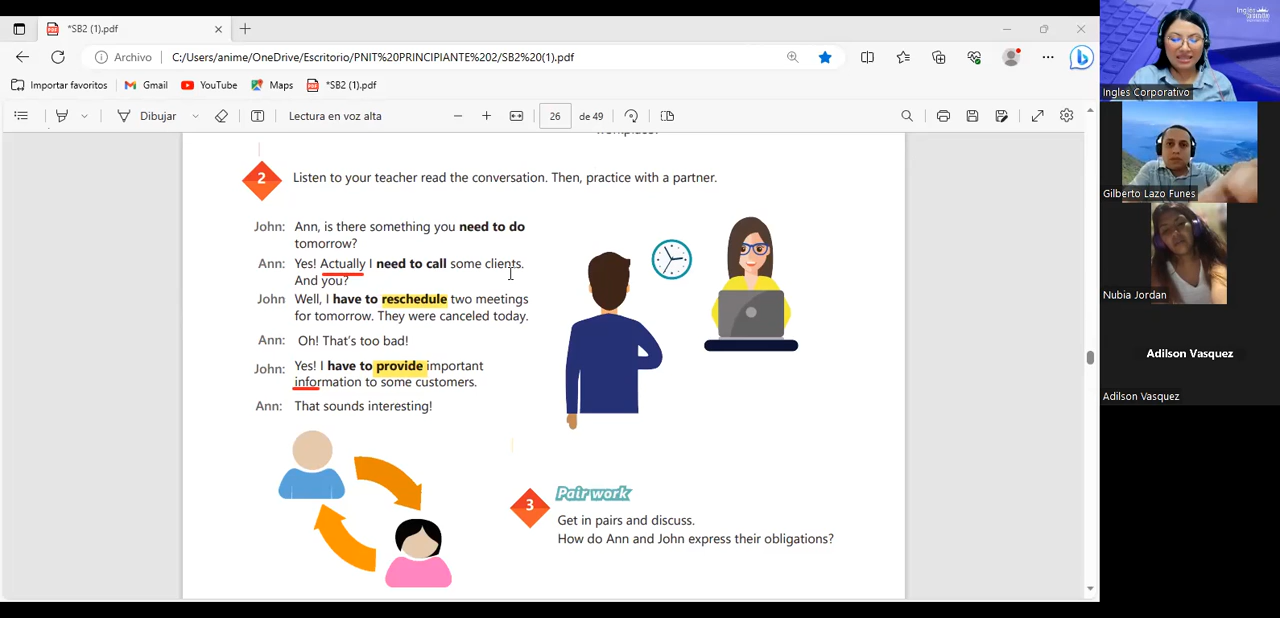 *SB2 (1).pdf
Archivo C:/Users/anime/OneDrive/Escritorio/PNIT%20PRINCIPIANTE%202/SB2%20(1).pdf
Importar favoritos Gmail YouTube Maps *SB2 (1).pdf
Dibujar Lectura en voz alta 26 de 49
2 Listen to your teacher read the conversation. Then, practice with a partner.
John: Ann, is there something you need to do
tomorrow?
Ann: Yes! Actually I need to call some clients.
And you?
John Well, I have to reschedule two meetings
for tomorrow. They were canceled today.
Ann: Oh! That's too bad!
John: Yes! I have to provide important
information to some customers.
Ann: That sounds interesting!
Pair work
3 Get in pairs and discuss.
How do Ann and John express their obligations?
Ingles Corporativo
Gilberto Lazo Funes
Nubia Jordan
Adilson Vasquez
Adilson Vasquez